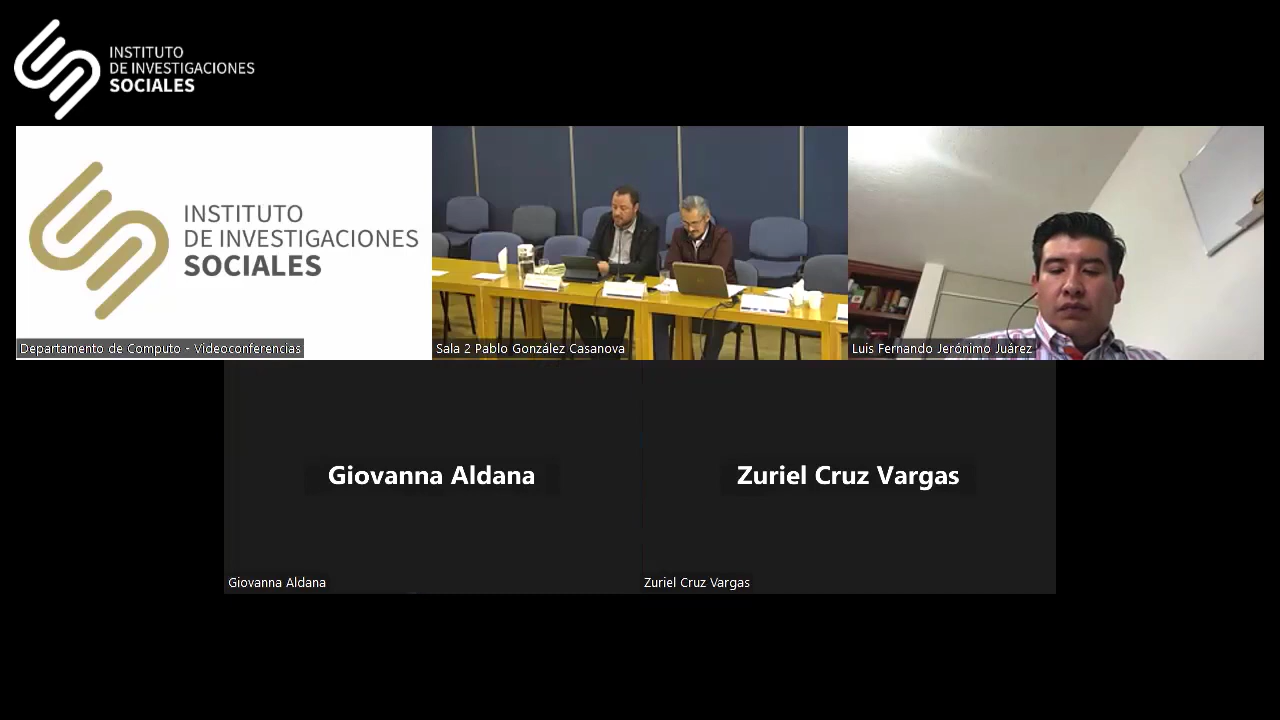 INSTITUTO
DE INVESTIGACIONES
SOCIALES
INSTITUTO
DE INVESTIGACIONES
SOCIALES
Departamento de Computo - Videoconferencias
Sala 2 Pablo González Casanova
Luis Fernando Jerónimo Juárez
Giovanna Aldana
Zuriel Cruz Vargas
Giovanna Aldana
Zuriel Cruz Vargas